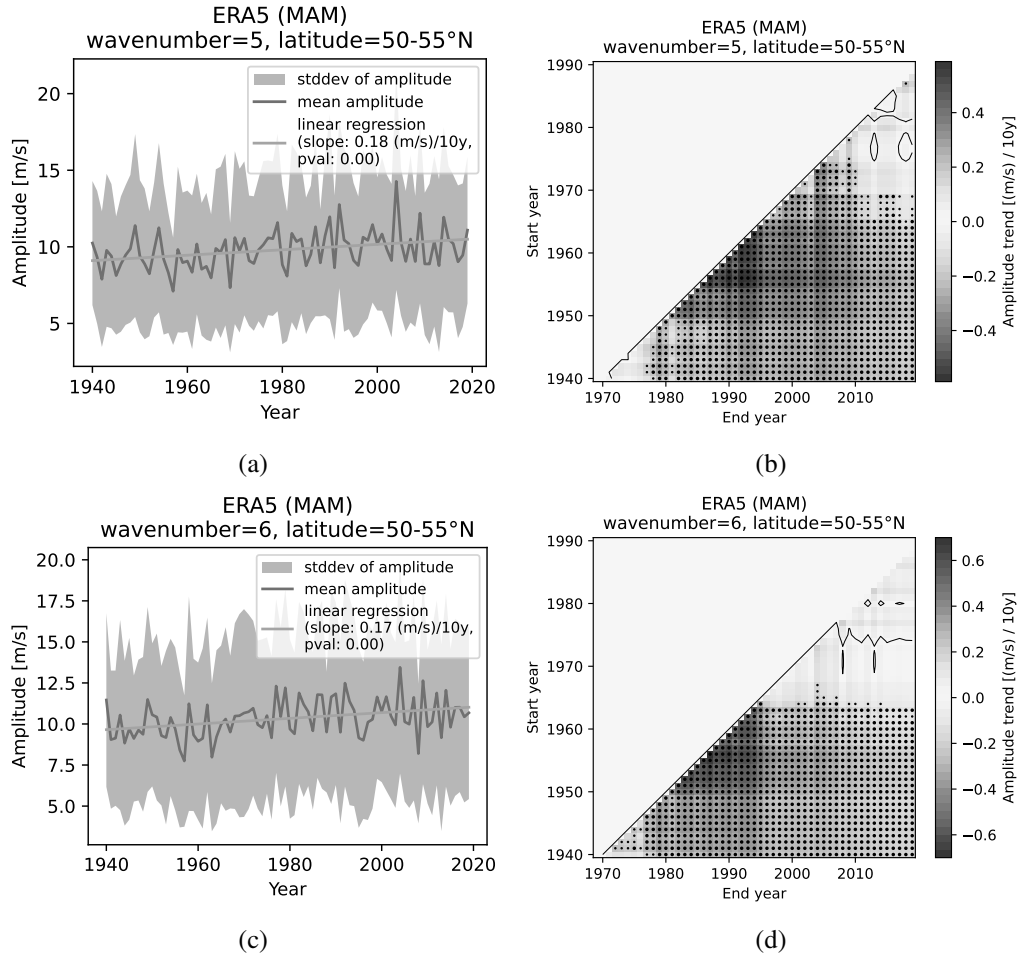 ERA5 (MAM)
wavenumber=5, latitude=50-55°N
Amplitude [m/s]
20
15
10
5
stddev of amplitude
mean amplitude
linear regression
(slope: 0.18 (m/s)/10y,
pval: 0.00)
1940 1960 1980 2000 2020
Year
(a)
ERA5 (MAM)
wavenumber=5, latitude=50-55°N
Start year
1990
1980
1970
1960
1950
1940
1970 1980 1990 2000 2010
End year
0.4
0.2
0.0
−0.2
−0.4
Amplitude trend [(m/s) / 10y]
(b)
ERA5 (MAM)
wavenumber=6, latitude=50-55°N
Amplitude [m/s]
20.0
17.5
15.0
12.5
10.0
7.5
5.0
stddev of amplitude
mean amplitude
linear regression
(slope: 0.17 (m/s)/10y,
pval: 0.00)
1940 1960 1980 2000 2020
Year
(c)
ERA5 (MAM)
wavenumber=6, latitude=50-55°N
Start year
1990
1980
1970
1960
1950
1940
1970 1980 1990 2000 2010
End year
0.6
0.4
0.2
0.0
−0.2
−0.4
−0.6
Amplitude trend [(m/s) / 10y]
(d)